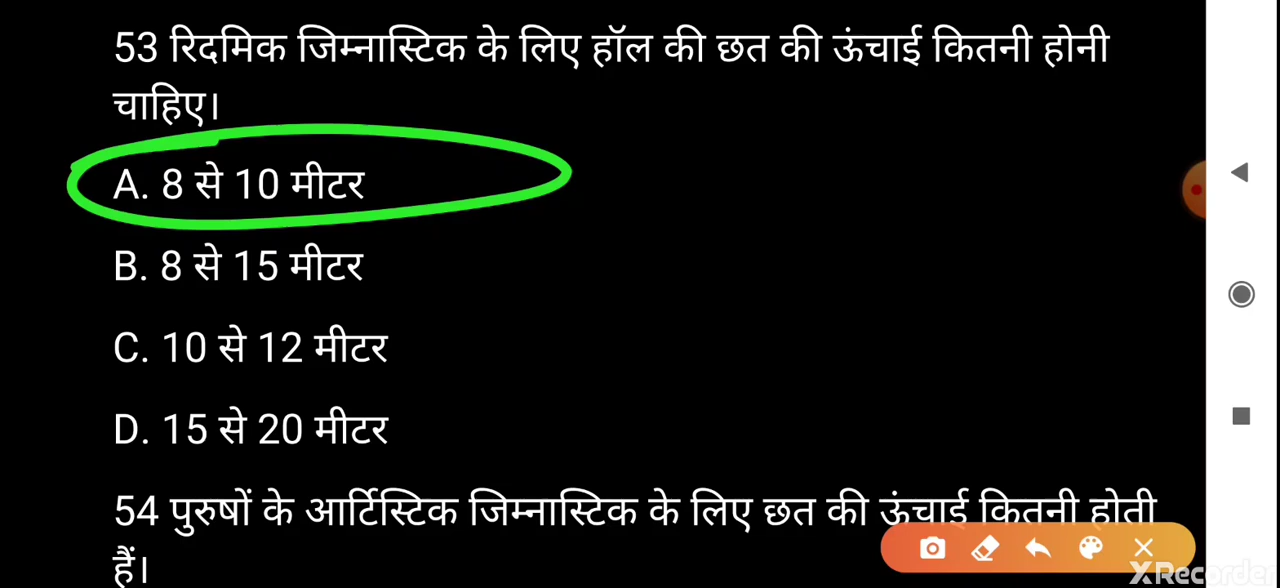 53 रिदमिक जिम्नास्टिक के लिए हॉल की छत की ऊंचाई कितनी होनी
चाहिए।
A. 8 से 10 मीटर
B. 8 से 15 मीटर
C. 10 से 12 मीटर
D. 15 से 20 मीटर
54 पुरुषों के आर्टिस्टिक जिम्नास्टिक के लिए छत की ऊंचाई कितनी होती
हैं।
XRecorder